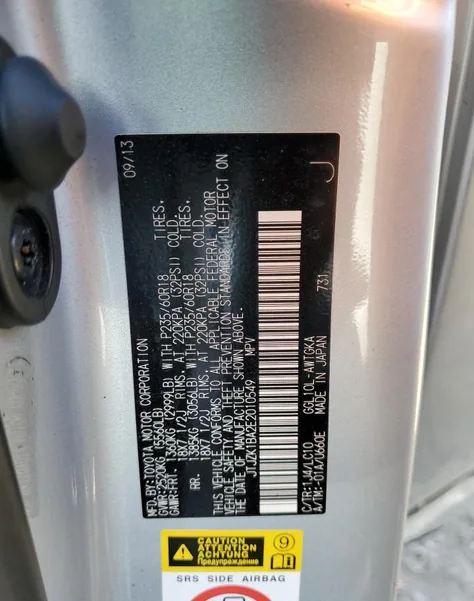 MFD.BY:TOYOTA MOTOR CORPORATION 09/13
GVWR:2520KG (5560LB)
GAWR:FRT. 1360KG (2999LB) WITH P235/60R18 TIRES.
18X7 1/2J RIMS, AT 220KPA (32PSI) COLD.
RR. 1385KG (3056LB) WITH P235/60R18 TIRES.
18X7 1/2J RIMS, AT 220KPA (32PSI) COLD.
THIS VEHICLE CONFORMS TO ALL APPLICABLE FEDERAL MOTOR
VEHICLE SAFETY AND THEFT PREVENTION STANDARDS IN EFFECT ON
THE DATE OF MANUFACTURE SHOWN ABOVE.
JTJZK1BA2E2010549 MPV
C/TR:1J4/LC10 GGL10L-AWTGKA 731
A/TM:-01A/U660E MADE IN JAPAN
J
CAUTION
ATTENTION
ACHTUNG
Предупреждение
9
SRS SIDE AIRBAG